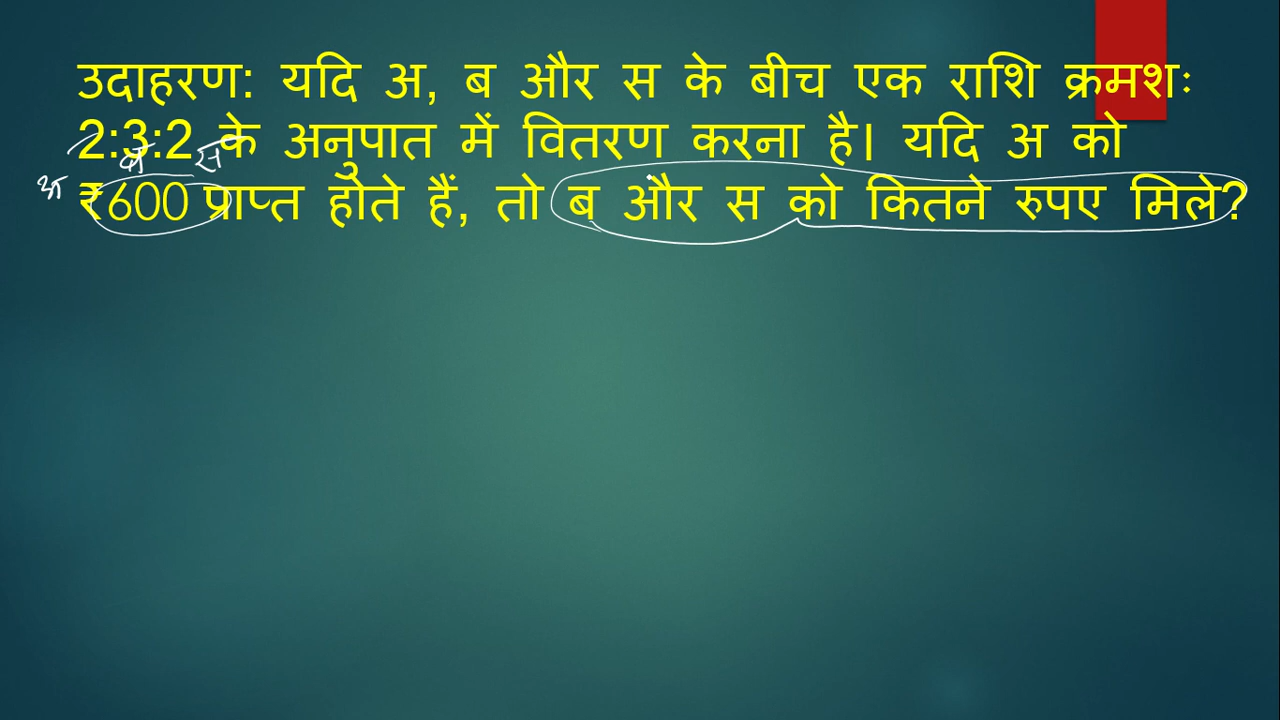 उदाहरण: यदि अ, ब और स के बीच एक राशि क्रमशः
2:3:2 के अनुपात में वितरण करना है। यदि अ को
ब स
अ
₹600 प्राप्त होते हैं, तो ब और स को कितने रुपए मिले?